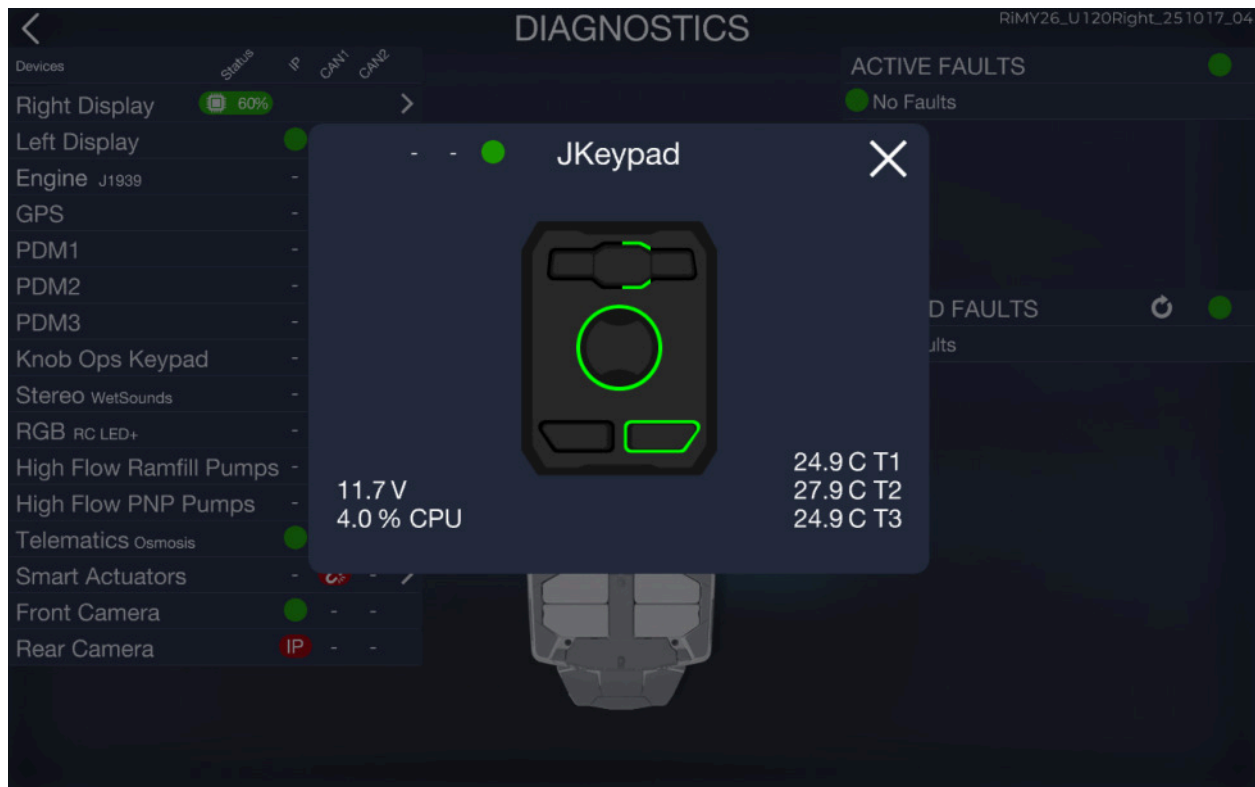 DIAGNOSTICS
RiMY26_U120Right_251017_04
Devices Status IP CAN1 CAN2
Right Display 60%
Left Display
Engine J1939 -
GPS -
PDM1 -
PDM2 -
PDM3 -
Knob Ops Keypad -
Stereo WetSounds -
RGB RC LED+ -
High Flow Ramfill Pumps -
High Flow PNP Pumps -
Telematics Osmosis
Smart Actuators - -
Front Camera - -
Rear Camera IP - -
- - JKeypad
11.7 V
4.0 % CPU
24.9 C T1
27.9 C T2
24.9 C T3
ACTIVE FAULTS
No Faults
D FAULTS
ults